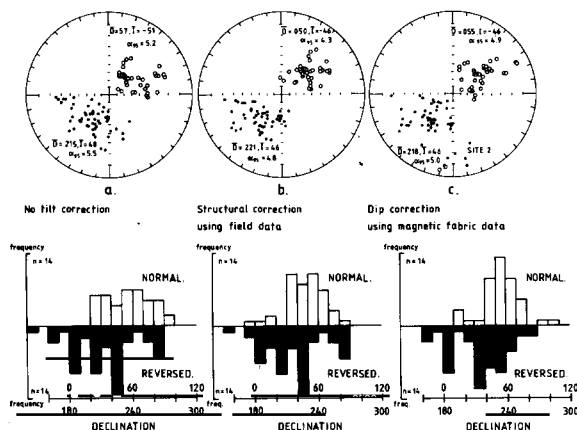 D̄=57,Ī= -51
α95=5.2
D̄=215,Ī=48
α95=5.5
a.
D̄=050,Ī=-46
α95=4.3
D̄=221,Ī=46
α95=4.8
b.
D̄=055,Ī=-46
α95=4.9
D̄=218,Ī=46
α95=5.0
SITE 2
c.
No tilt correction
Structural correction
using field data
Dip correction
using magnetic fabric data
frequency
n=14
NORMAL.
REVERSED.
n=14
frequency
0 60 120
180 240 300
DECLINATION
frequency
n=14
NORMAL.
REVERSED.
n=14
freq.
0 60 120
180 240 300
DECLINATION
frequency
n=14
NORMAL.
REVERSED.
n=14
freq.
0 60 120
180 240 300
DECLINATION